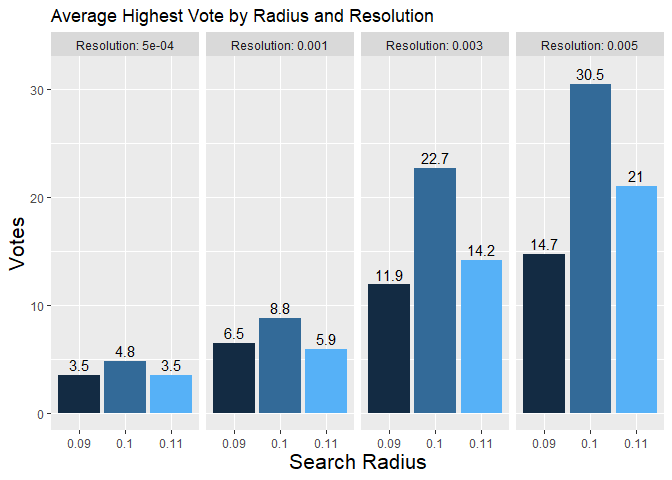 Average Highest Vote by Radius and Resolution
Resolution: 5e-04
Resolution: 0.001
Resolution: 0.003
Resolution: 0.005
Votes
30
20
10
0
3.5
4.8
3.5
6.5
8.8
5.9
11.9
22.7
14.2
14.7
30.5
21
0.09 0.1 0.11
0.09 0.1 0.11
0.09 0.1 0.11
0.09 0.1 0.11
Search Radius